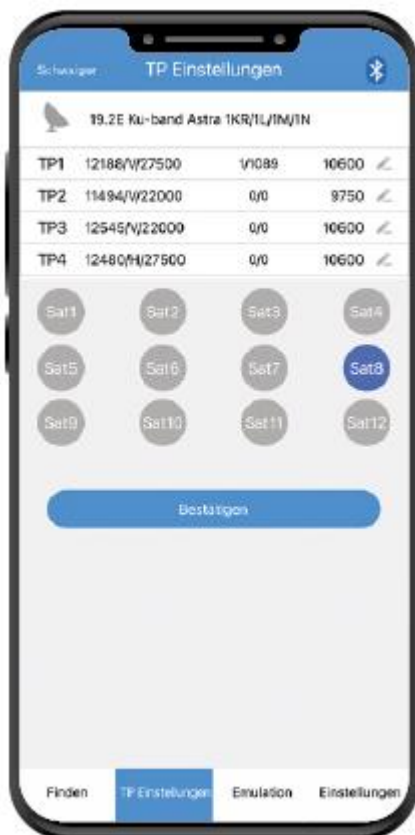 Schwaiger TP Einstellungen
19.2E Ku-band Astra 1KR/1L/1M/1N
TP1 12188/V/27500 1/1089 10600
TP2 11494/V/22000 0/0 9750
TP3 12545/V/22000 0/0 10600
TP4 12480/H/27500 0/0 10600
Sat1 Sat2 Sat3 Sat4
Sat5 Sat6 Sat7 Sat8
Sat9 Sat10 Sat11 Sat12
Bestätigen
Finden TP Einstellungen Emulation Einstellungen